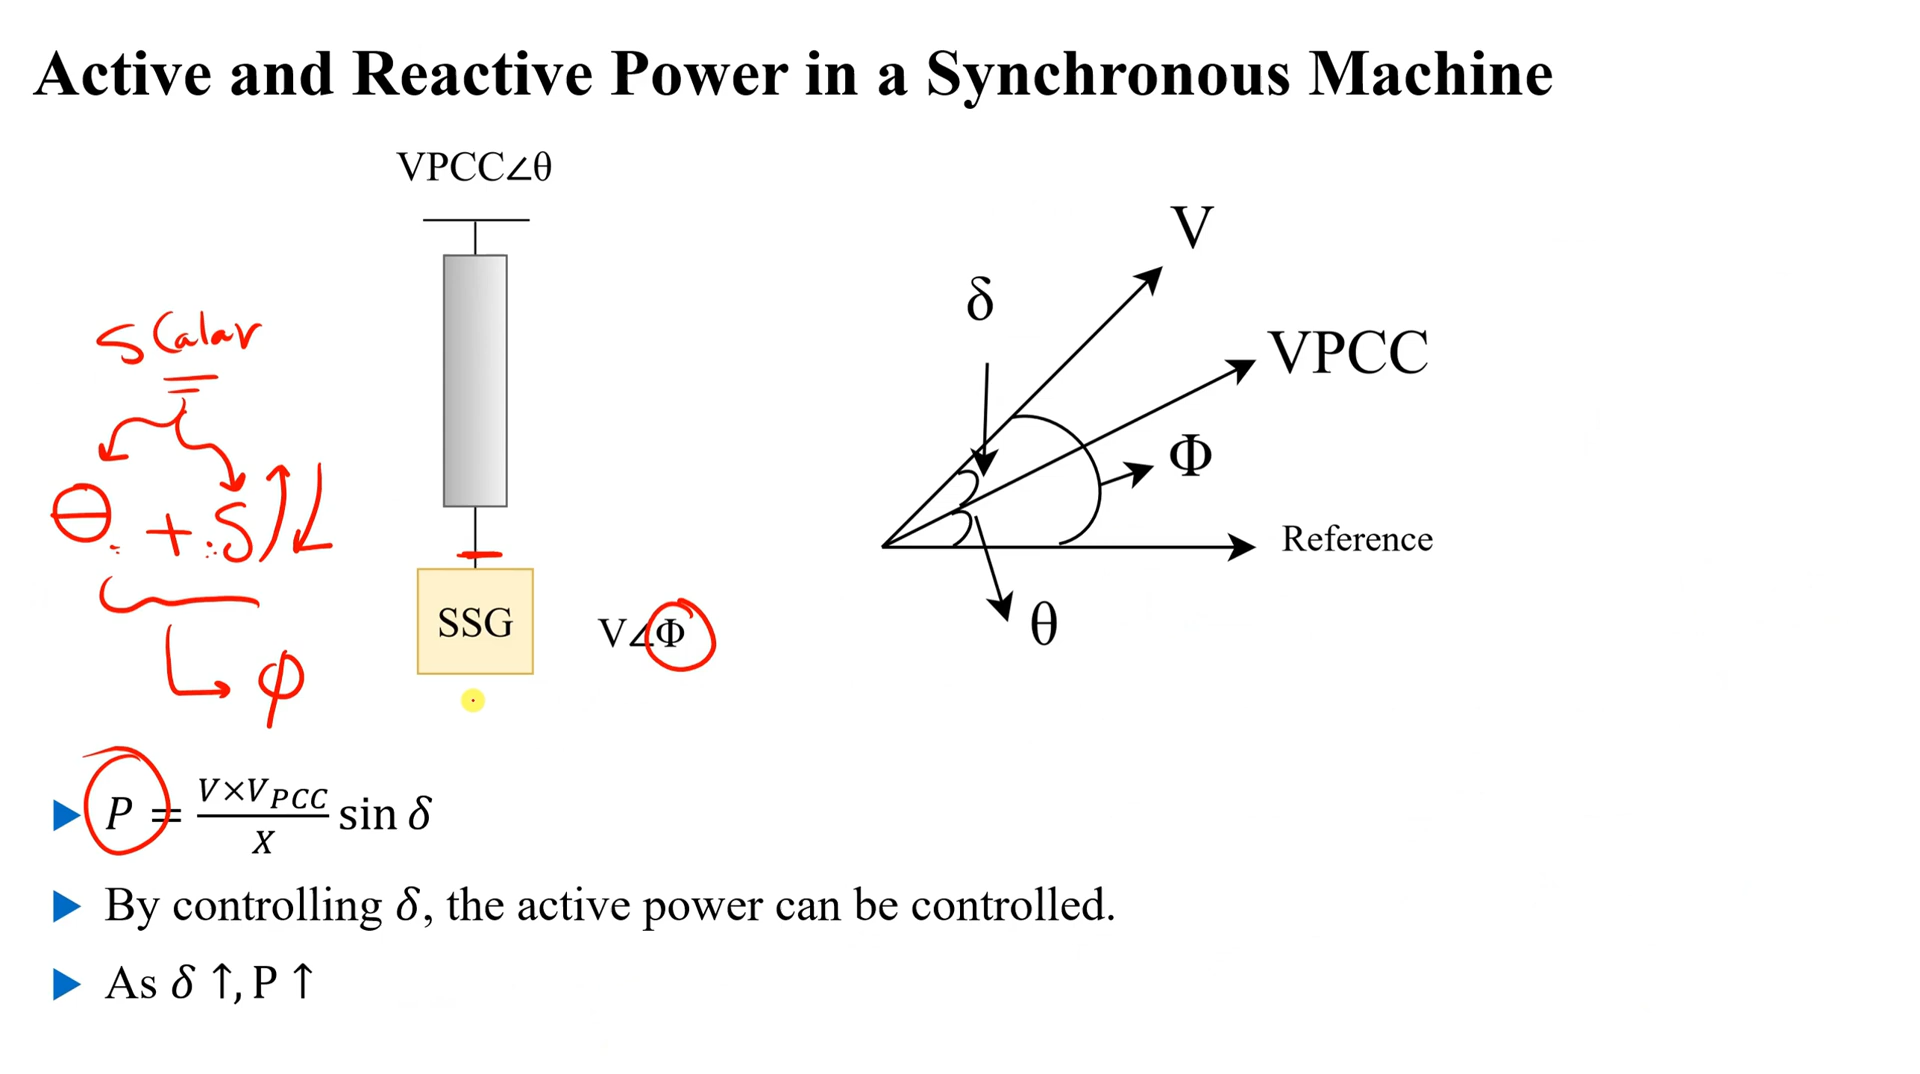 Active and Reactive Power in a Synchronous Machine
VPCC∠θ
V
δ
VPCC
Scalar
Φ
θ + δ ↑↓
Reference
SSG
V∠Φ
θ
ϕ
P = V×V_PCC / X sin δ
By controlling δ, the active power can be controlled.
As δ ↑, P ↑